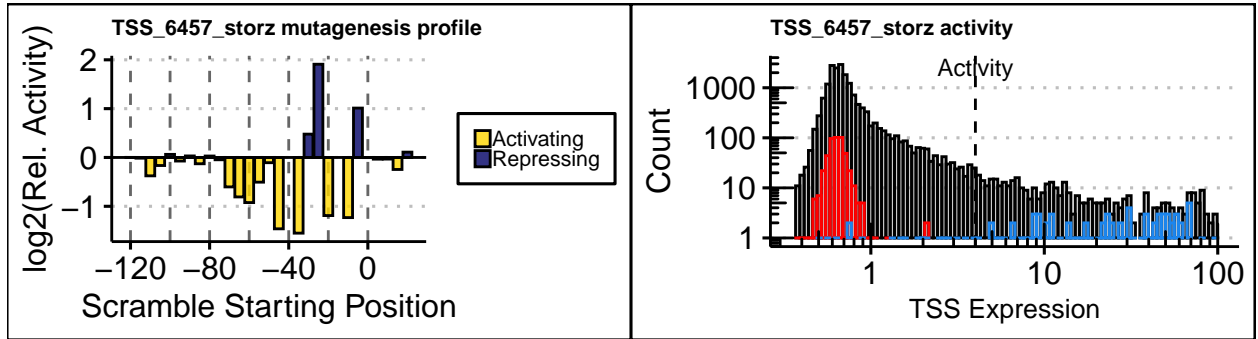 TSS_6457_storz mutagenesis profile
log2(Rel. Activity)
2
1
0
−1
−120
−80
−40
0
Scramble Starting Position
Activating
Repressing
TSS_6457_storz activity
Activity
Count
1000
100
10
1
1
10
100
TSS Expression